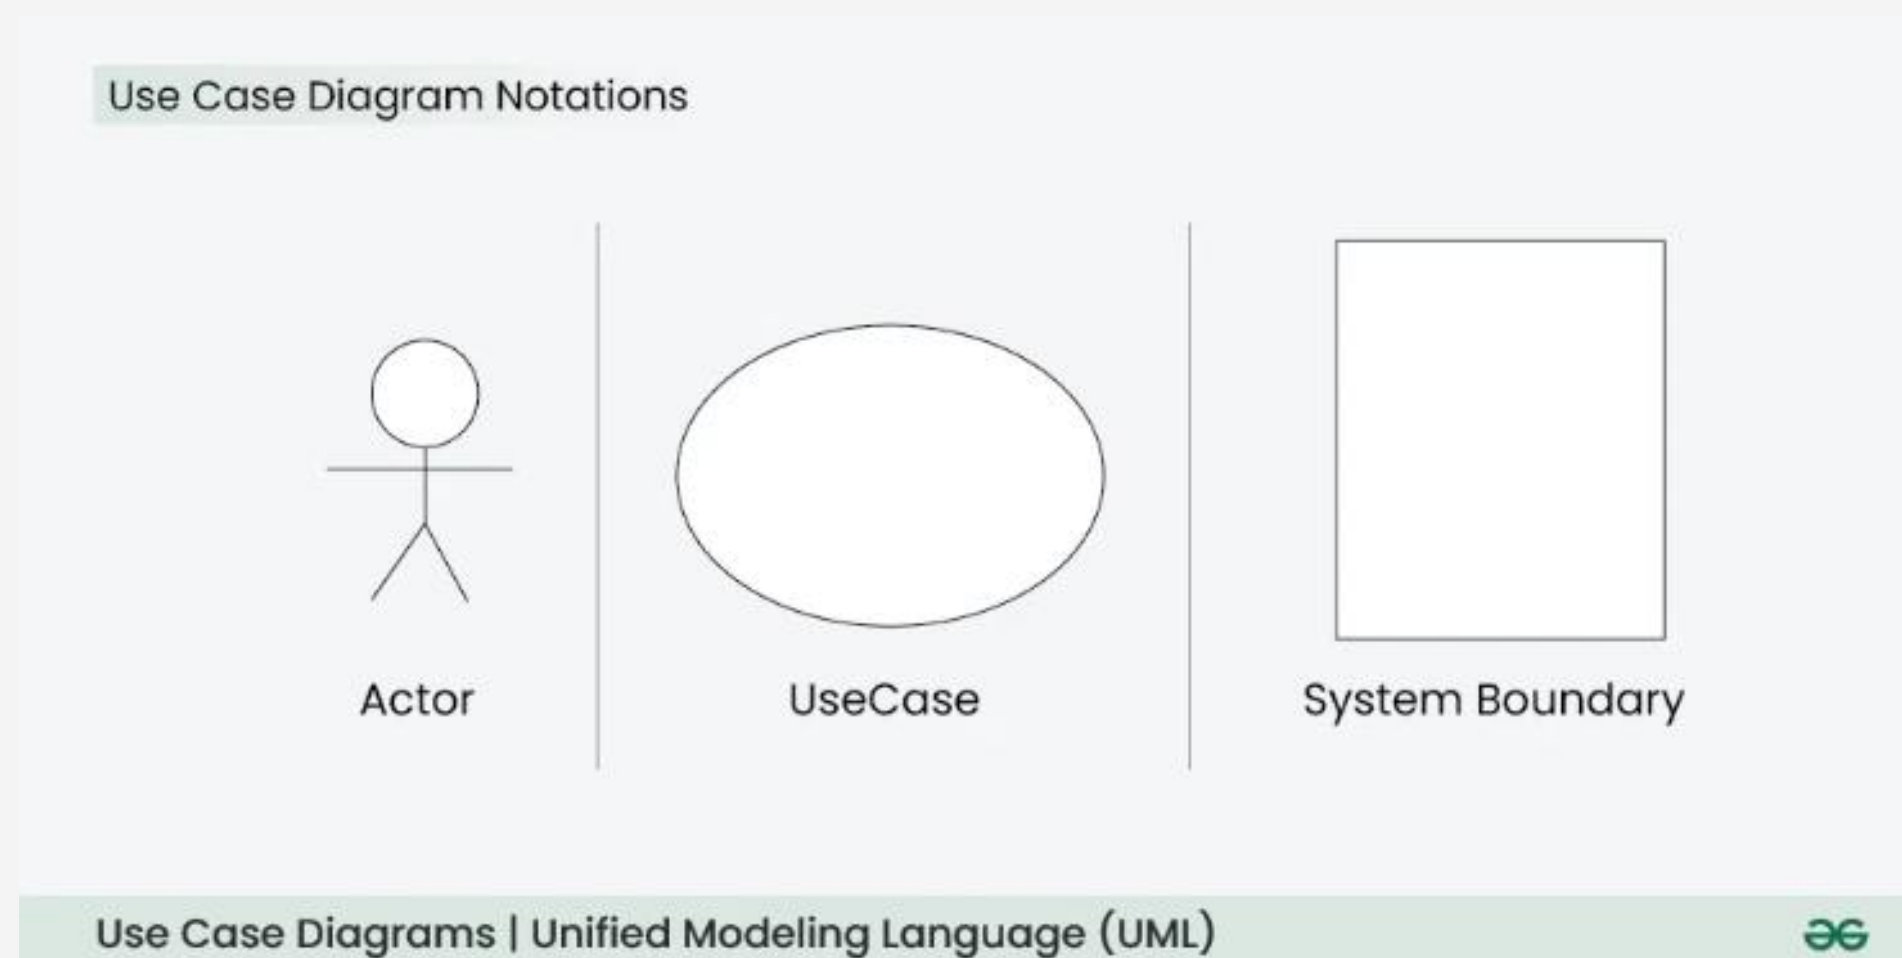 Use Case Diagram Notations
Actor
UseCase
System Boundary
Use Case Diagrams | Unified Modeling Language (UML)